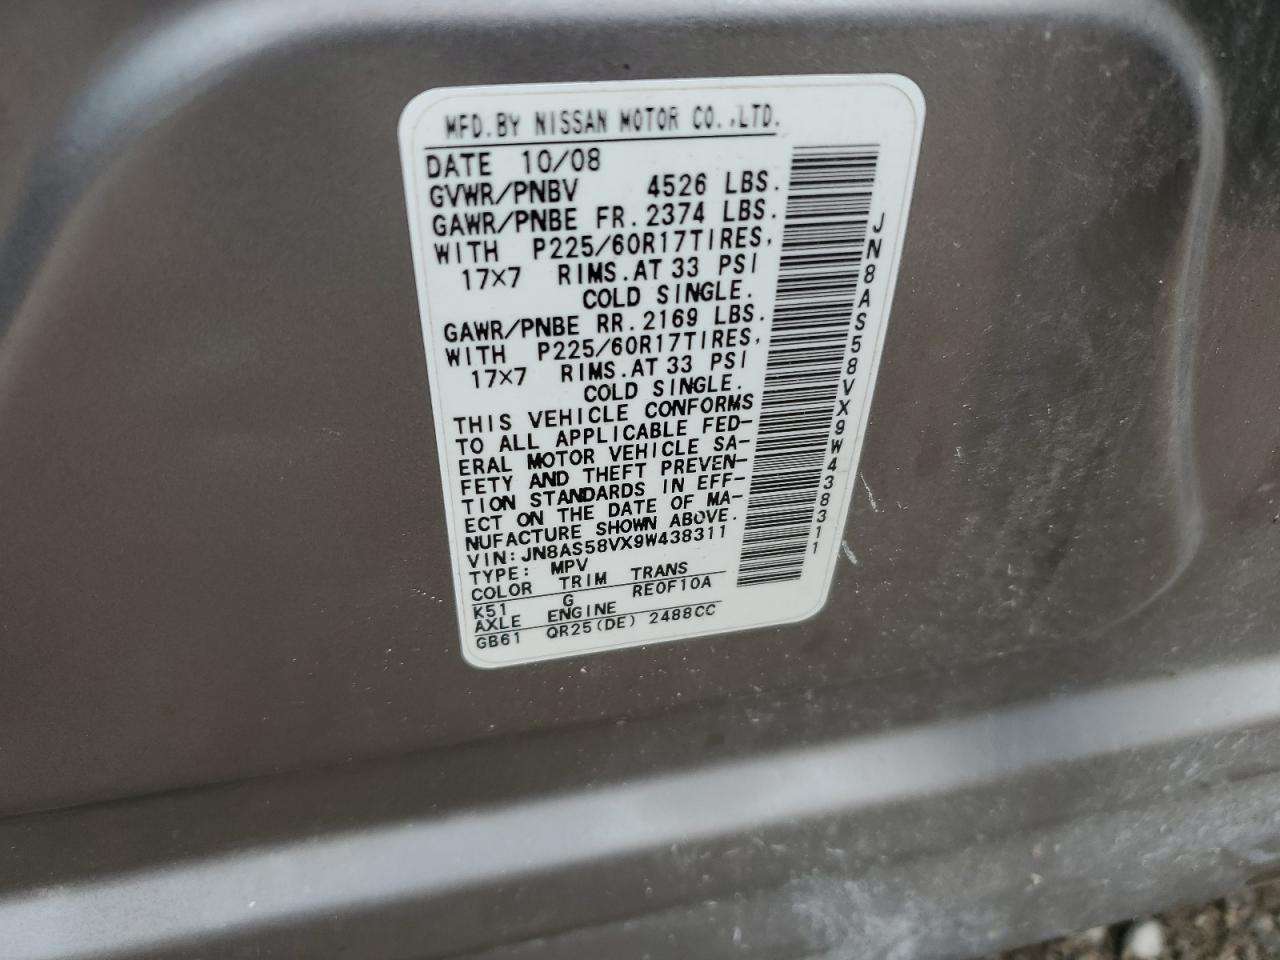 MFD.BY NISSAN MOTOR CO.,LTD.
DATE 10/08
GVWR/PNBV 4526 LBS.
GAWR/PNBE FR.2374 LBS.
WITH P225/60R17TIRES,
17×7 RIMS.AT 33 PSI
COLD SINGLE.
GAWR/PNBE RR.2169 LBS.
WITH P225/60R17TIRES,
17×7 RIMS.AT 33 PSI
COLD SINGLE.
THIS VEHICLE CONFORMS
TO ALL APPLICABLE FED-
ERAL MOTOR VEHICLE SA-
FETY AND THEFT PREVEN-
TION STANDARDS IN EFF-
ECT ON THE DATE OF MA-
NUFACTURE SHOWN ABOVE.
VIN:JN8AS58VX9W438311
TYPE: MPV
COLOR TRIM TRANS
K51 G RE0F10A
AXLE ENGINE
GB61 QR25(DE) 2488CC
JN8AS58VX9W438311